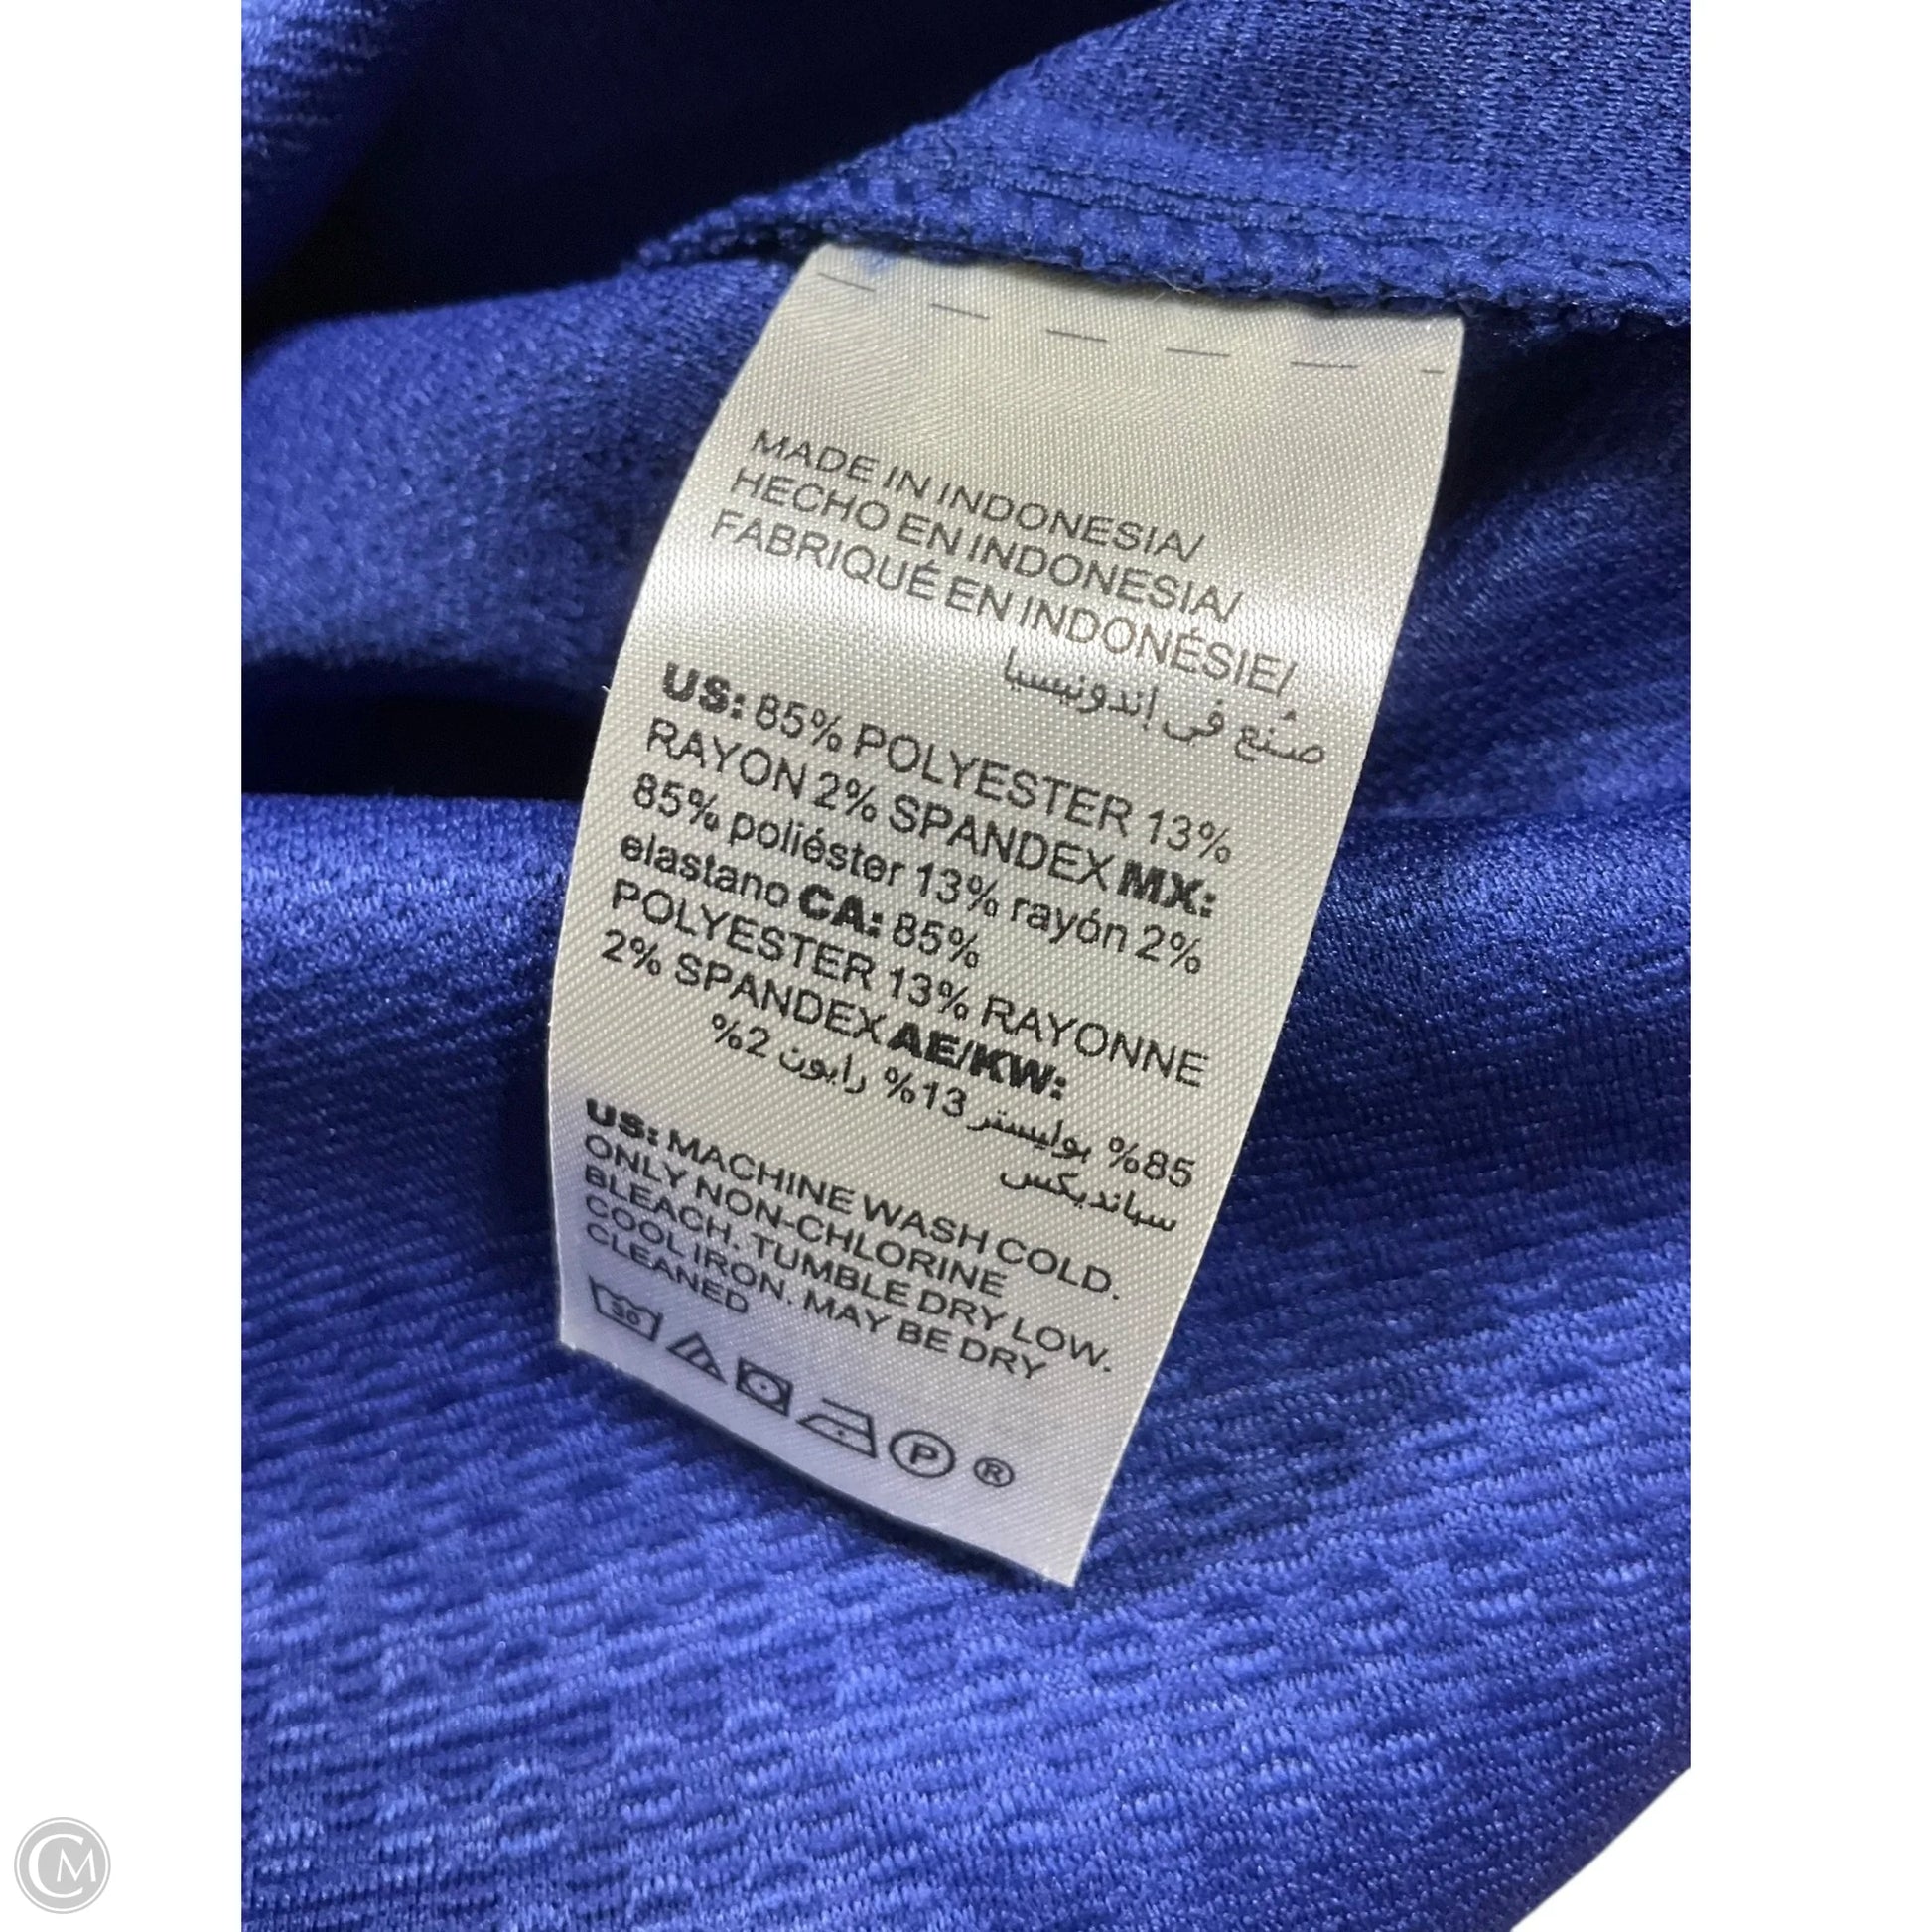 MADE IN INDONESIA/
HECHO EN INDONESIA/
FABRIQUÉ EN INDONÉSIE/
صُنع في إندونيسيا
US: 85% POLYESTER 13%
RAYON 2% SPANDEX MX:
85% poliéster 13% rayón 2%
elastano CA: 85%
POLYESTER 13% RAYONNE
2% SPANDEX AE/KW:
85% بوليستر 13% رايون 2%
سبانديكس
US: MACHINE WASH COLD.
ONLY NON-CHLORINE
BLEACH. TUMBLE DRY LOW.
COOL IRON. MAY BE DRY
CLEANED
30
P ®
CM